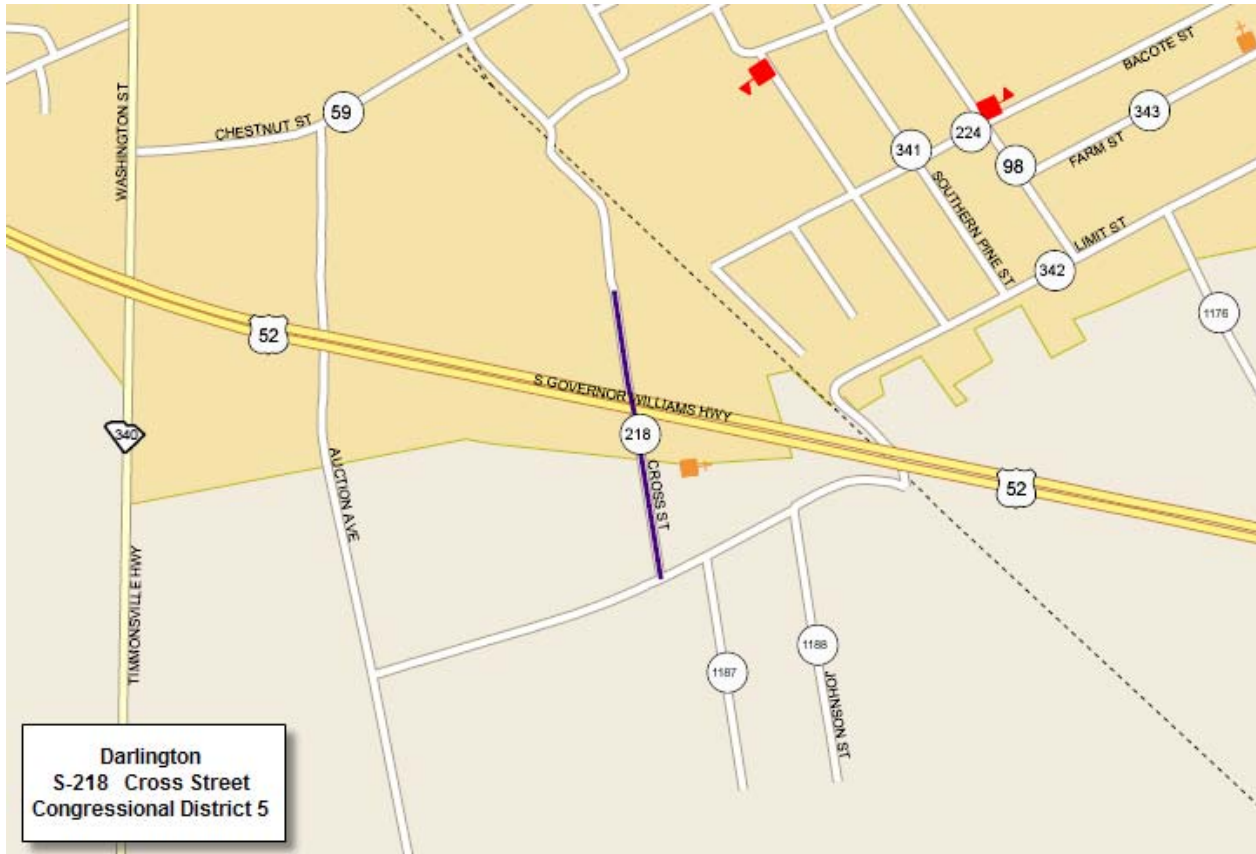 BACOTE ST
59
CHESTNUT ST
WASHINGTON ST
224
343
341
98
FARM ST
SOUTHERN PINE ST
LIMIT ST
342
1176
52
S GOVERNOR WILLIAMS HWY
340
218
CROSS ST
AUCTION AVE
52
TIMMONSVILLE HWY
1187
1188
JOHNSON ST
Darlington
S-218 Cross Street
Congressional District 5